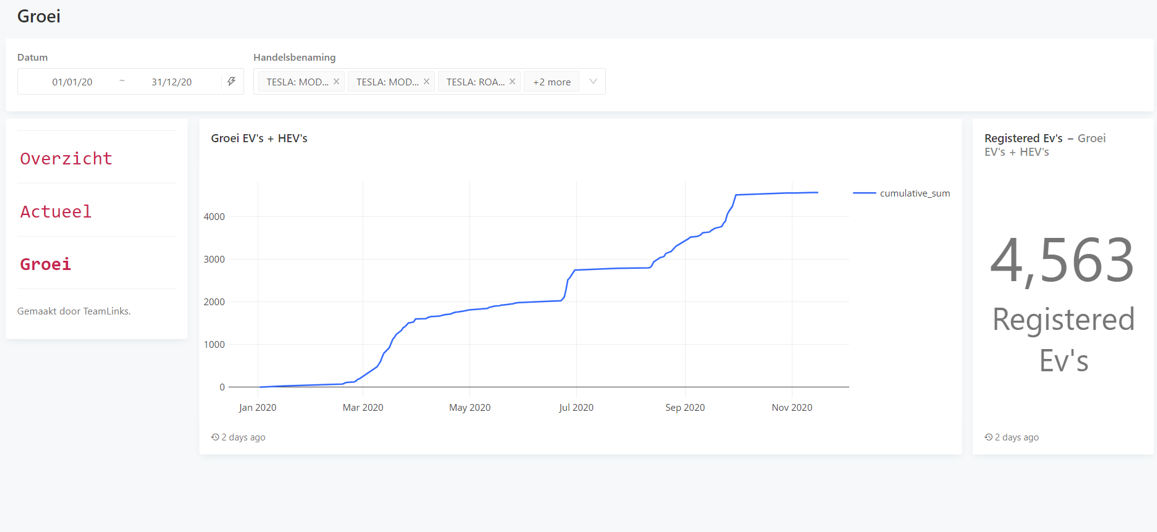 Groei
Datum
Handelsbenaming
01/01/20 ~ 31/12/20
TESLA: MOD... × TESLA: MOD... × TESLA: ROA... × +2 more
Overzicht
Actueel
Groei
Gemaakt door TeamLinks.
Groei EV's + HEV's
cumulative_sum
4000
3000
2000
1000
0
Jan 2020 Mar 2020 May 2020 Jul 2020 Sep 2020 Nov 2020
2 days ago
Registered Ev's – Groei
EV's + HEV's
4,563
Registered
Ev's
2 days ago